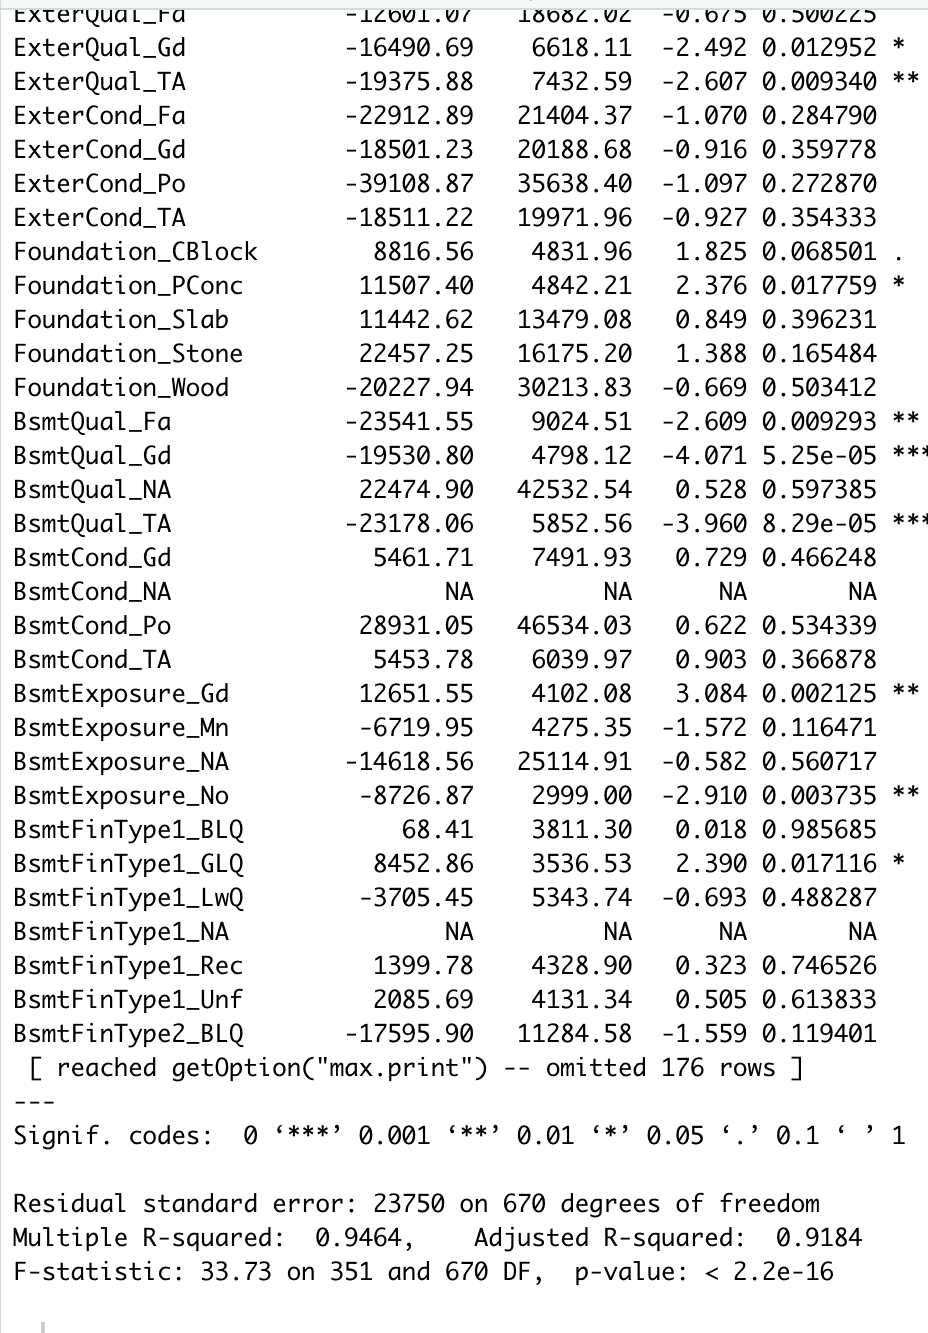 ExterQual_Fa -12601.07 18682.02 -0.675 0.500225
ExterQual_Gd -16490.69 6618.11 -2.492 0.012952 *
ExterQual_TA -19375.88 7432.59 -2.607 0.009340 **
ExterCond_Fa -22912.89 21404.37 -1.070 0.284790
ExterCond_Gd -18501.23 20188.68 -0.916 0.359778
ExterCond_Po -39108.87 35638.40 -1.097 0.272870
ExterCond_TA -18511.22 19971.96 -0.927 0.354333
Foundation_CBlock 8816.56 4831.96 1.825 0.068501 .
Foundation_PConc 11507.40 4842.21 2.376 0.017759 *
Foundation_Slab 11442.62 13479.08 0.849 0.396231
Foundation_Stone 22457.25 16175.20 1.388 0.165484
Foundation_Wood -20227.94 30213.83 -0.669 0.503412
BsmtQual_Fa -23541.55 9024.51 -2.609 0.009293 **
BsmtQual_Gd -19530.80 4798.12 -4.071 5.25e-05 ***
BsmtQual_NA 22474.90 42532.54 0.528 0.597385
BsmtQual_TA -23178.06 5852.56 -3.960 8.29e-05 ***
BsmtCond_Gd 5461.71 7491.93 0.729 0.466248
BsmtCond_NA NA NA NA NA
BsmtCond_Po 28931.05 46534.03 0.622 0.534339
BsmtCond_TA 5453.78 6039.97 0.903 0.366878
BsmtExposure_Gd 12651.55 4102.08 3.084 0.002125 **
BsmtExposure_Mn -6719.95 4275.35 -1.572 0.116471
BsmtExposure_NA -14618.56 25114.91 -0.582 0.560717
BsmtExposure_No -8726.87 2999.00 -2.910 0.003735 **
BsmtFinType1_BLQ 68.41 3811.30 0.018 0.985685
BsmtFinType1_GLQ 8452.86 3536.53 2.390 0.017116 *
BsmtFinType1_LwQ -3705.45 5343.74 -0.693 0.488287
BsmtFinType1_NA NA NA NA NA
BsmtFinType1_Rec 1399.78 4328.90 0.323 0.746526
BsmtFinType1_Unf 2085.69 4131.34 0.505 0.613833
BsmtFinType2_BLQ -17595.90 11284.58 -1.559 0.119401
[ reached getOption("max.print") -- omitted 176 rows ]
---
Signif. codes: 0 ‘***’ 0.001 ‘**’ 0.01 ‘*’ 0.05 ‘.’ 0.1 ‘ ’ 1
Residual standard error: 23750 on 670 degrees of freedom
Multiple R-squared: 0.9464, Adjusted R-squared: 0.9184
F-statistic: 33.73 on 351 and 670 DF, p-value: < 2.2e-16